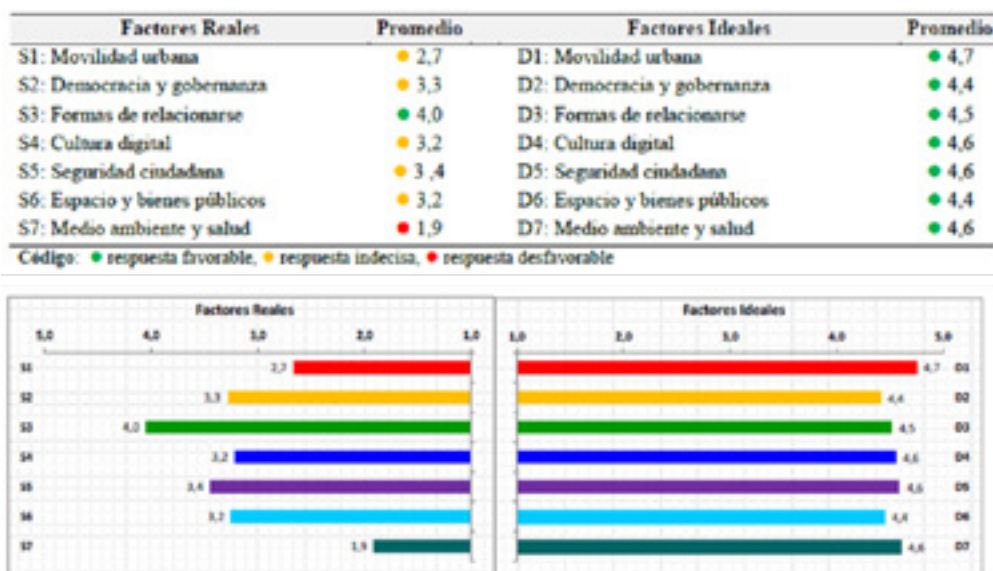 Factores Reales Promedio Factores Ideales Promedio
S1: Movilidad urbana 2,7 D1: Movilidad urbana 4,7
S2: Democracia y gobernanza 3,3 D2: Democracia y gobernanza 4,4
S3: Formas de relacionarse 4,0 D3: Formas de relacionarse 4,5
S4: Cultura digital 3,2 D4: Cultura digital 4,6
S5: Seguridad ciudadana 3 ,4 D5: Seguridad ciudadana 4,6
S6: Espacio y bienes públicos 3,2 D6: Espacio y bienes públicos 4,4
S7: Medio ambiente y salud 1,9 D7: Medio ambiente y salud 4,6
Código: respuesta favorable, respuesta indecisa, respuesta desfavorable
Factores Reales Factores Ideales
5,0 4,0 3,0 2,0 1,0 1,0 2,0 3,0 4,0 5,0
S1 2,7 4,7 D1
S2 3,3 4,4 D2
S3 4,0 4,5 D3
S4 3,2 4,6 D4
S5 3,4 4,6 D5
S6 3,2 4,4 D6
S7 1,9 4,6 D7